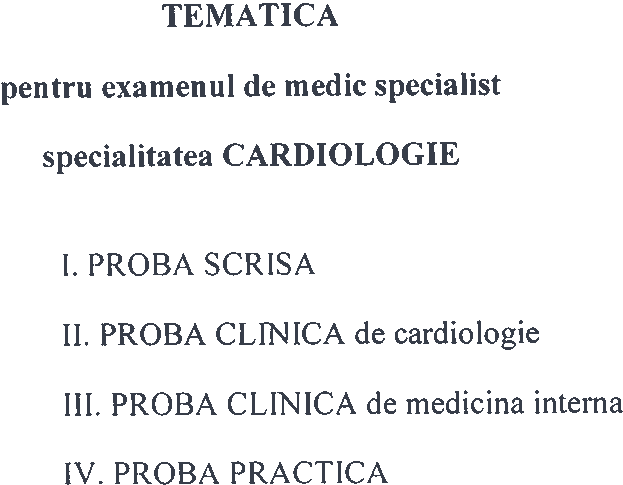 TEMATICA
pentru examenul de medic specialist
specialitatea CARDIOLOGIE
I. PROBA SCRISA
II. PROBA CLINICA de cardiologie
III. PROBA CLINICA de medicina interna
IV. PROBA PRACTICA